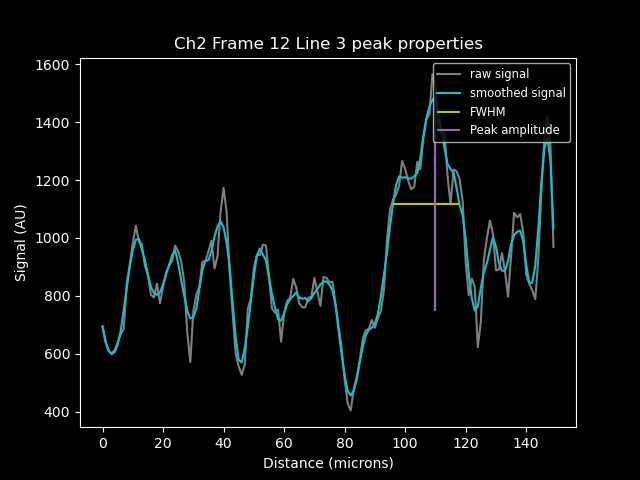 Ch2 Frame 12 Line 3 peak properties
raw signal
smoothed signal
FWHM
Peak amplitude
Signal (AU)
1600
1400
1200
1000
800
600
400
0 20 40 60 80 100 120 140
Distance (microns)